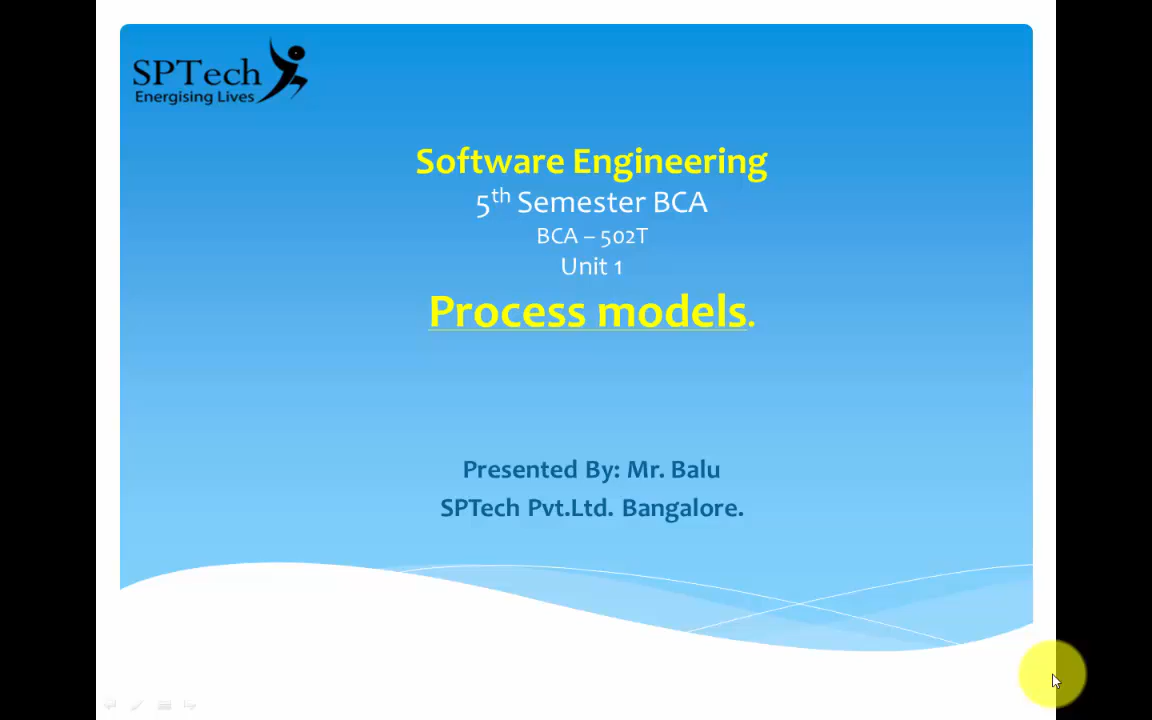 SPTech
Energising Lives
Software Engineering
5th Semester BCA
BCA – 502T
Unit 1
Process models.
Presented By: Mr. Balu
SPTech Pvt.Ltd. Bangalore.